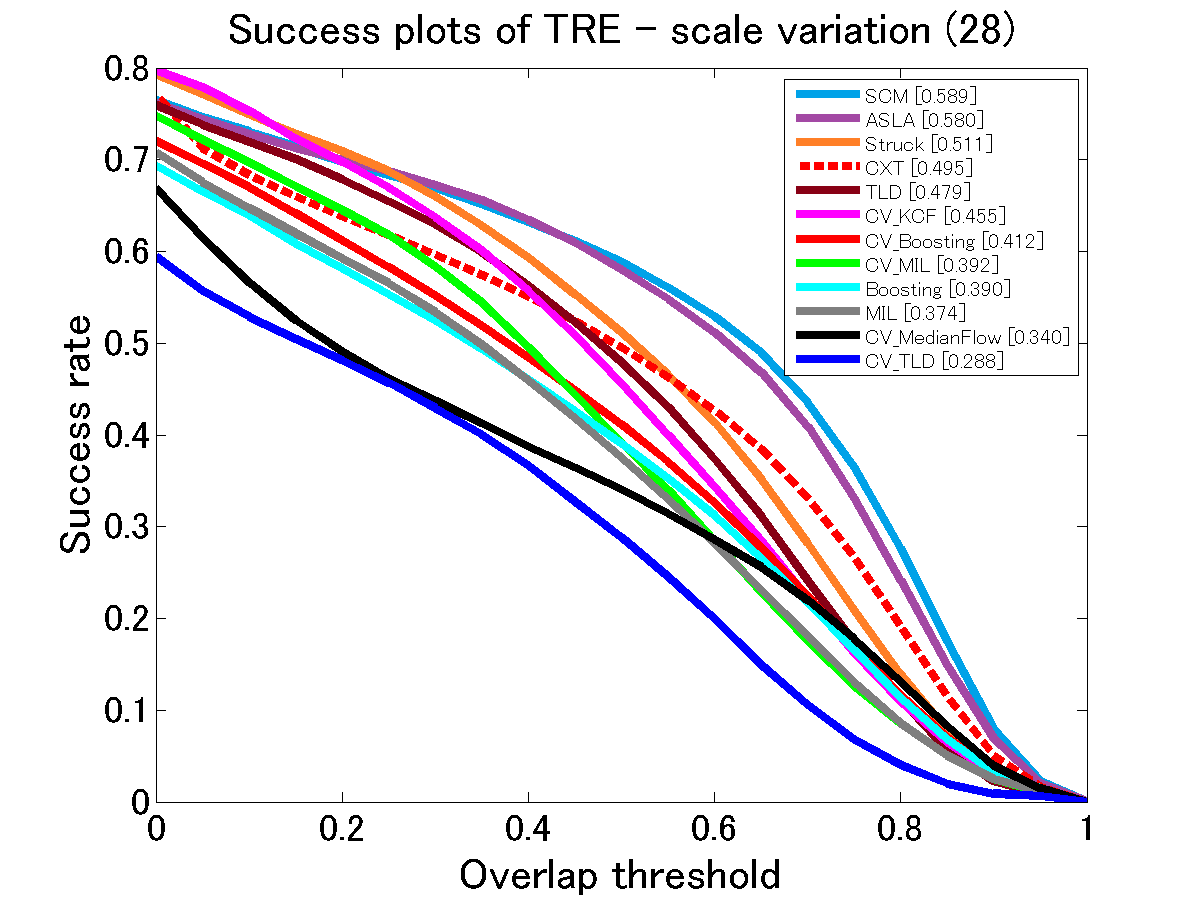 Success plots of TRE - scale variation (28)
SCM [0.589]
ASLA [0.580]
Struck [0.511]
CXT [0.495]
TLD [0.479]
CV_KCF [0.455]
CV_Boosting [0.412]
CV_MIL [0.392]
Boosting [0.390]
MIL [0.374]
CV_MedianFlow [0.340]
CV_TLD [0.288]
Success rate
0.8
0.7
0.6
0.5
0.4
0.3
0.2
0.1
0
0 0.2 0.4 0.6 0.8 1
Overlap threshold